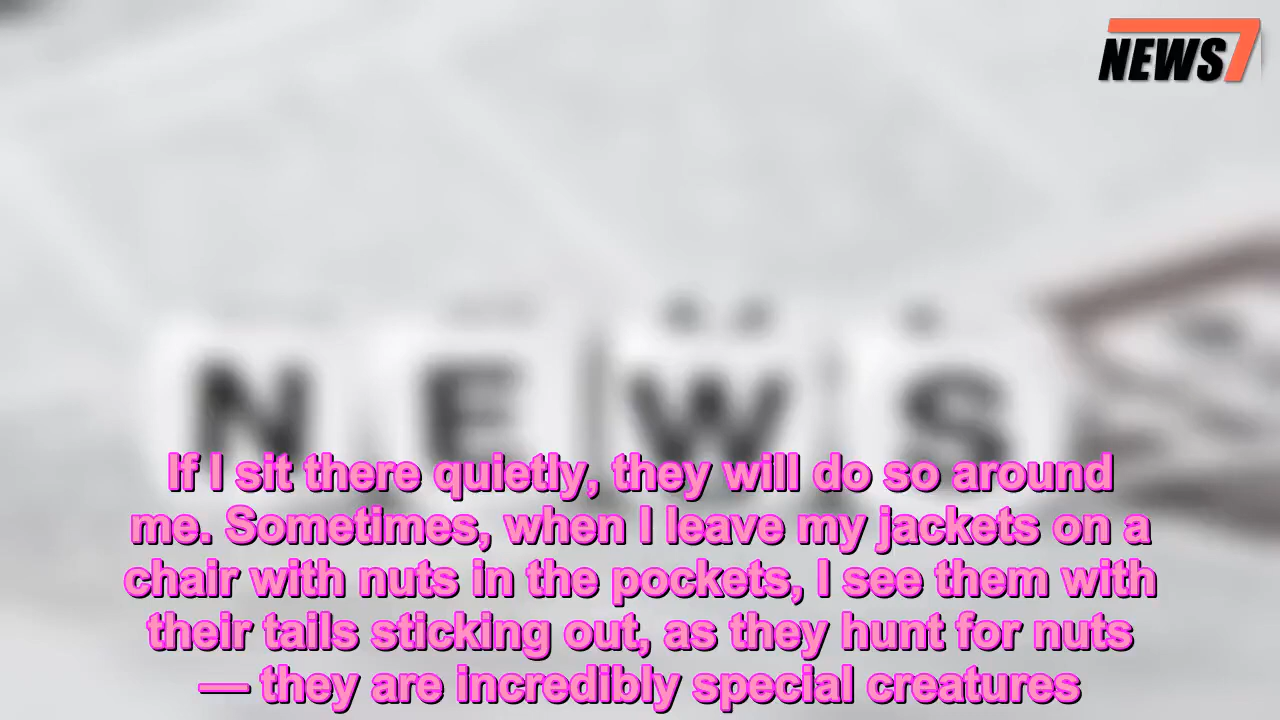 NEWS7
NEWS
If I sit there quietly, they will do so around
me. Sometimes, when I leave my jackets on a
chair with nuts in the pockets, I see them with
their tails sticking out, as they hunt for nuts
— they are incredibly special creatures